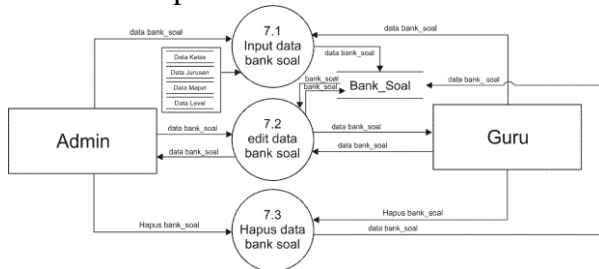 7.1
Input data
bank soal
data bank_soal
data bank_soal
data bank_soal
Data Kelas
Data Jurusan
Data Mapel
Data Level
bank_soal
bank_soal
Bank_Soal
data bank_ soal
Admin
data bank_soal
data bank_soal
7.2
edit data
bank soal
data bank_soal
data bank_soal
Guru
Hapus bank_soal
7.3
Hapus data
bank soal
Hapus bank_soal
data bank_soal